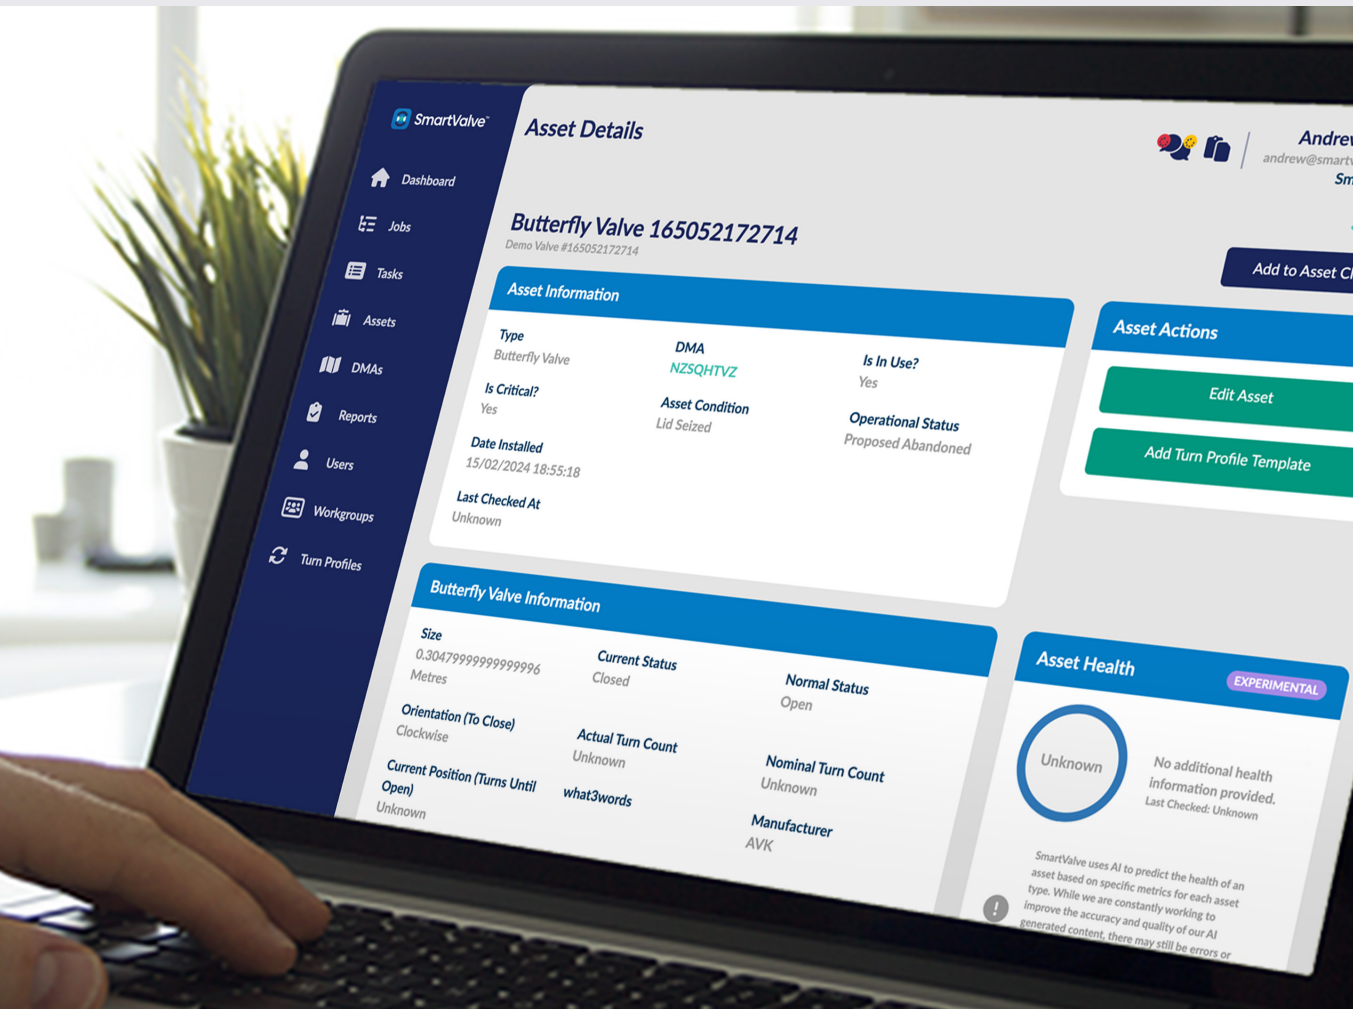 SmartValve™
Asset Details
Andrew
andrew@smartv
Sm
Dashboard
Jobs
Tasks
Assets
DMAs
Reports
Users
Workgroups
Turn Profiles
Butterfly Valve 165052172714
Demo Valve #165052172714
Add to Asset Cl
Asset Information
Type
Butterfly Valve
DMA
NZSQHTVZ
Is In Use?
Yes
Is Critical?
Yes
Asset Condition
Lid Seized
Operational Status
Proposed Abandoned
Date Installed
15/02/2024 18:55:18
Last Checked At
Unknown
Asset Actions
Edit Asset
Add Turn Profile Template
Butterfly Valve Information
Size
0.30479999999999996
Metres
Current Status
Closed
Normal Status
Open
Orientation (To Close)
Clockwise
Actual Turn Count
Unknown
Nominal Turn Count
Unknown
Current Position (Turns Until
Open)
Unknown
what3words
Manufacturer
AVK
Asset Health
EXPERIMENTAL
Unknown
No additional health
information provided.
Last Checked: Unknown
SmartValve uses AI to predict the health of an
asset based on specific metrics for each asset
type. While we are constantly working to
improve the accuracy and quality of our AI
generated content, there may still be errors or